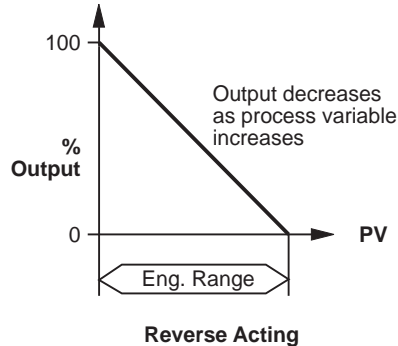 100
Output decreases
as process variable
increases
%
Output
0
PV
Eng. Range
Reverse Acting